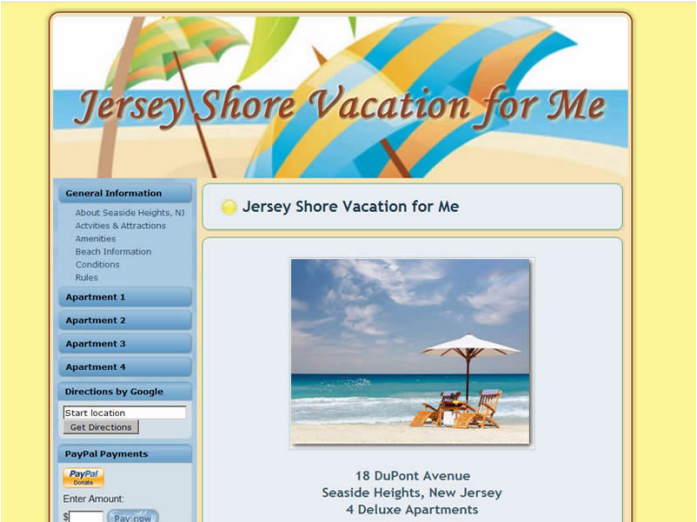 Jersey Shore Vacation for Me
General Information
About Seaside Heights, NJ
Actvities & Attractions
Amenities
Beach Information
Conditions
Rules
Apartment 1
Apartment 2
Apartment 3
Apartment 4
Directions by Google
Start location
Get Directions
PayPal Payments
PayPal
Donate
Enter Amount:
$
Pay now
Jersey Shore Vacation for Me
18 DuPont Avenue
Seaside Heights, New Jersey
4 Deluxe Apartments